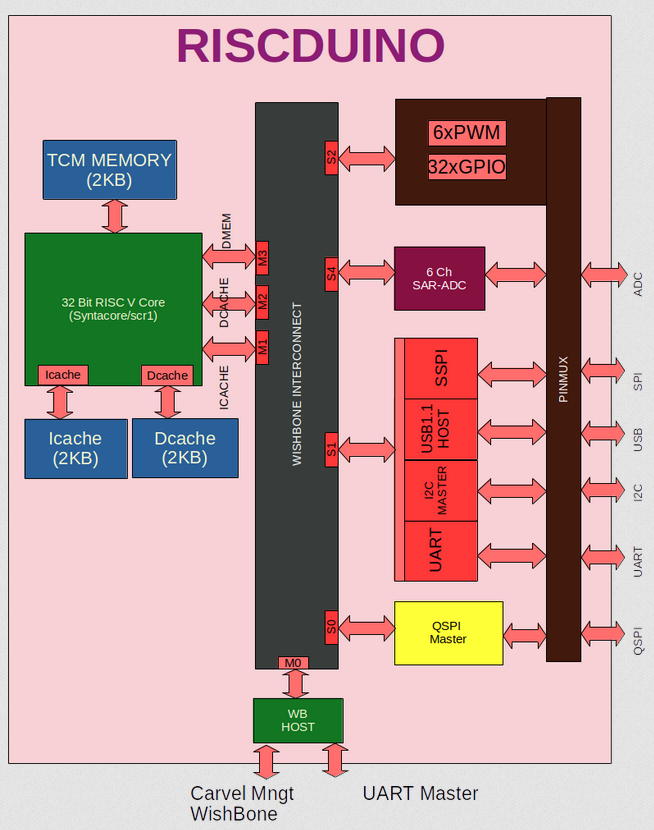 RISCDUINO
TCM MEMORY
(2KB)
32 Bit RISC V Core
(Syntacore/scr1)
Icache
Dcache
Icache
(2KB)
Dcache
(2KB)
DMEM
DCACHE
ICACHE
M3
M2
M1
M0
WISHBONE INTERCONNECT
S2
S4
S1
S0
6xPWM
32xGPIO
6 Ch
SAR-ADC
SSPI
USB1.1
HOST
I2C
MASTER
UART
QSPI
Master
PINMUX
ADC
SPI
USB
I2C
UART
QSPI
WB
HOST
Carvel Mngt
WishBone
UART Master